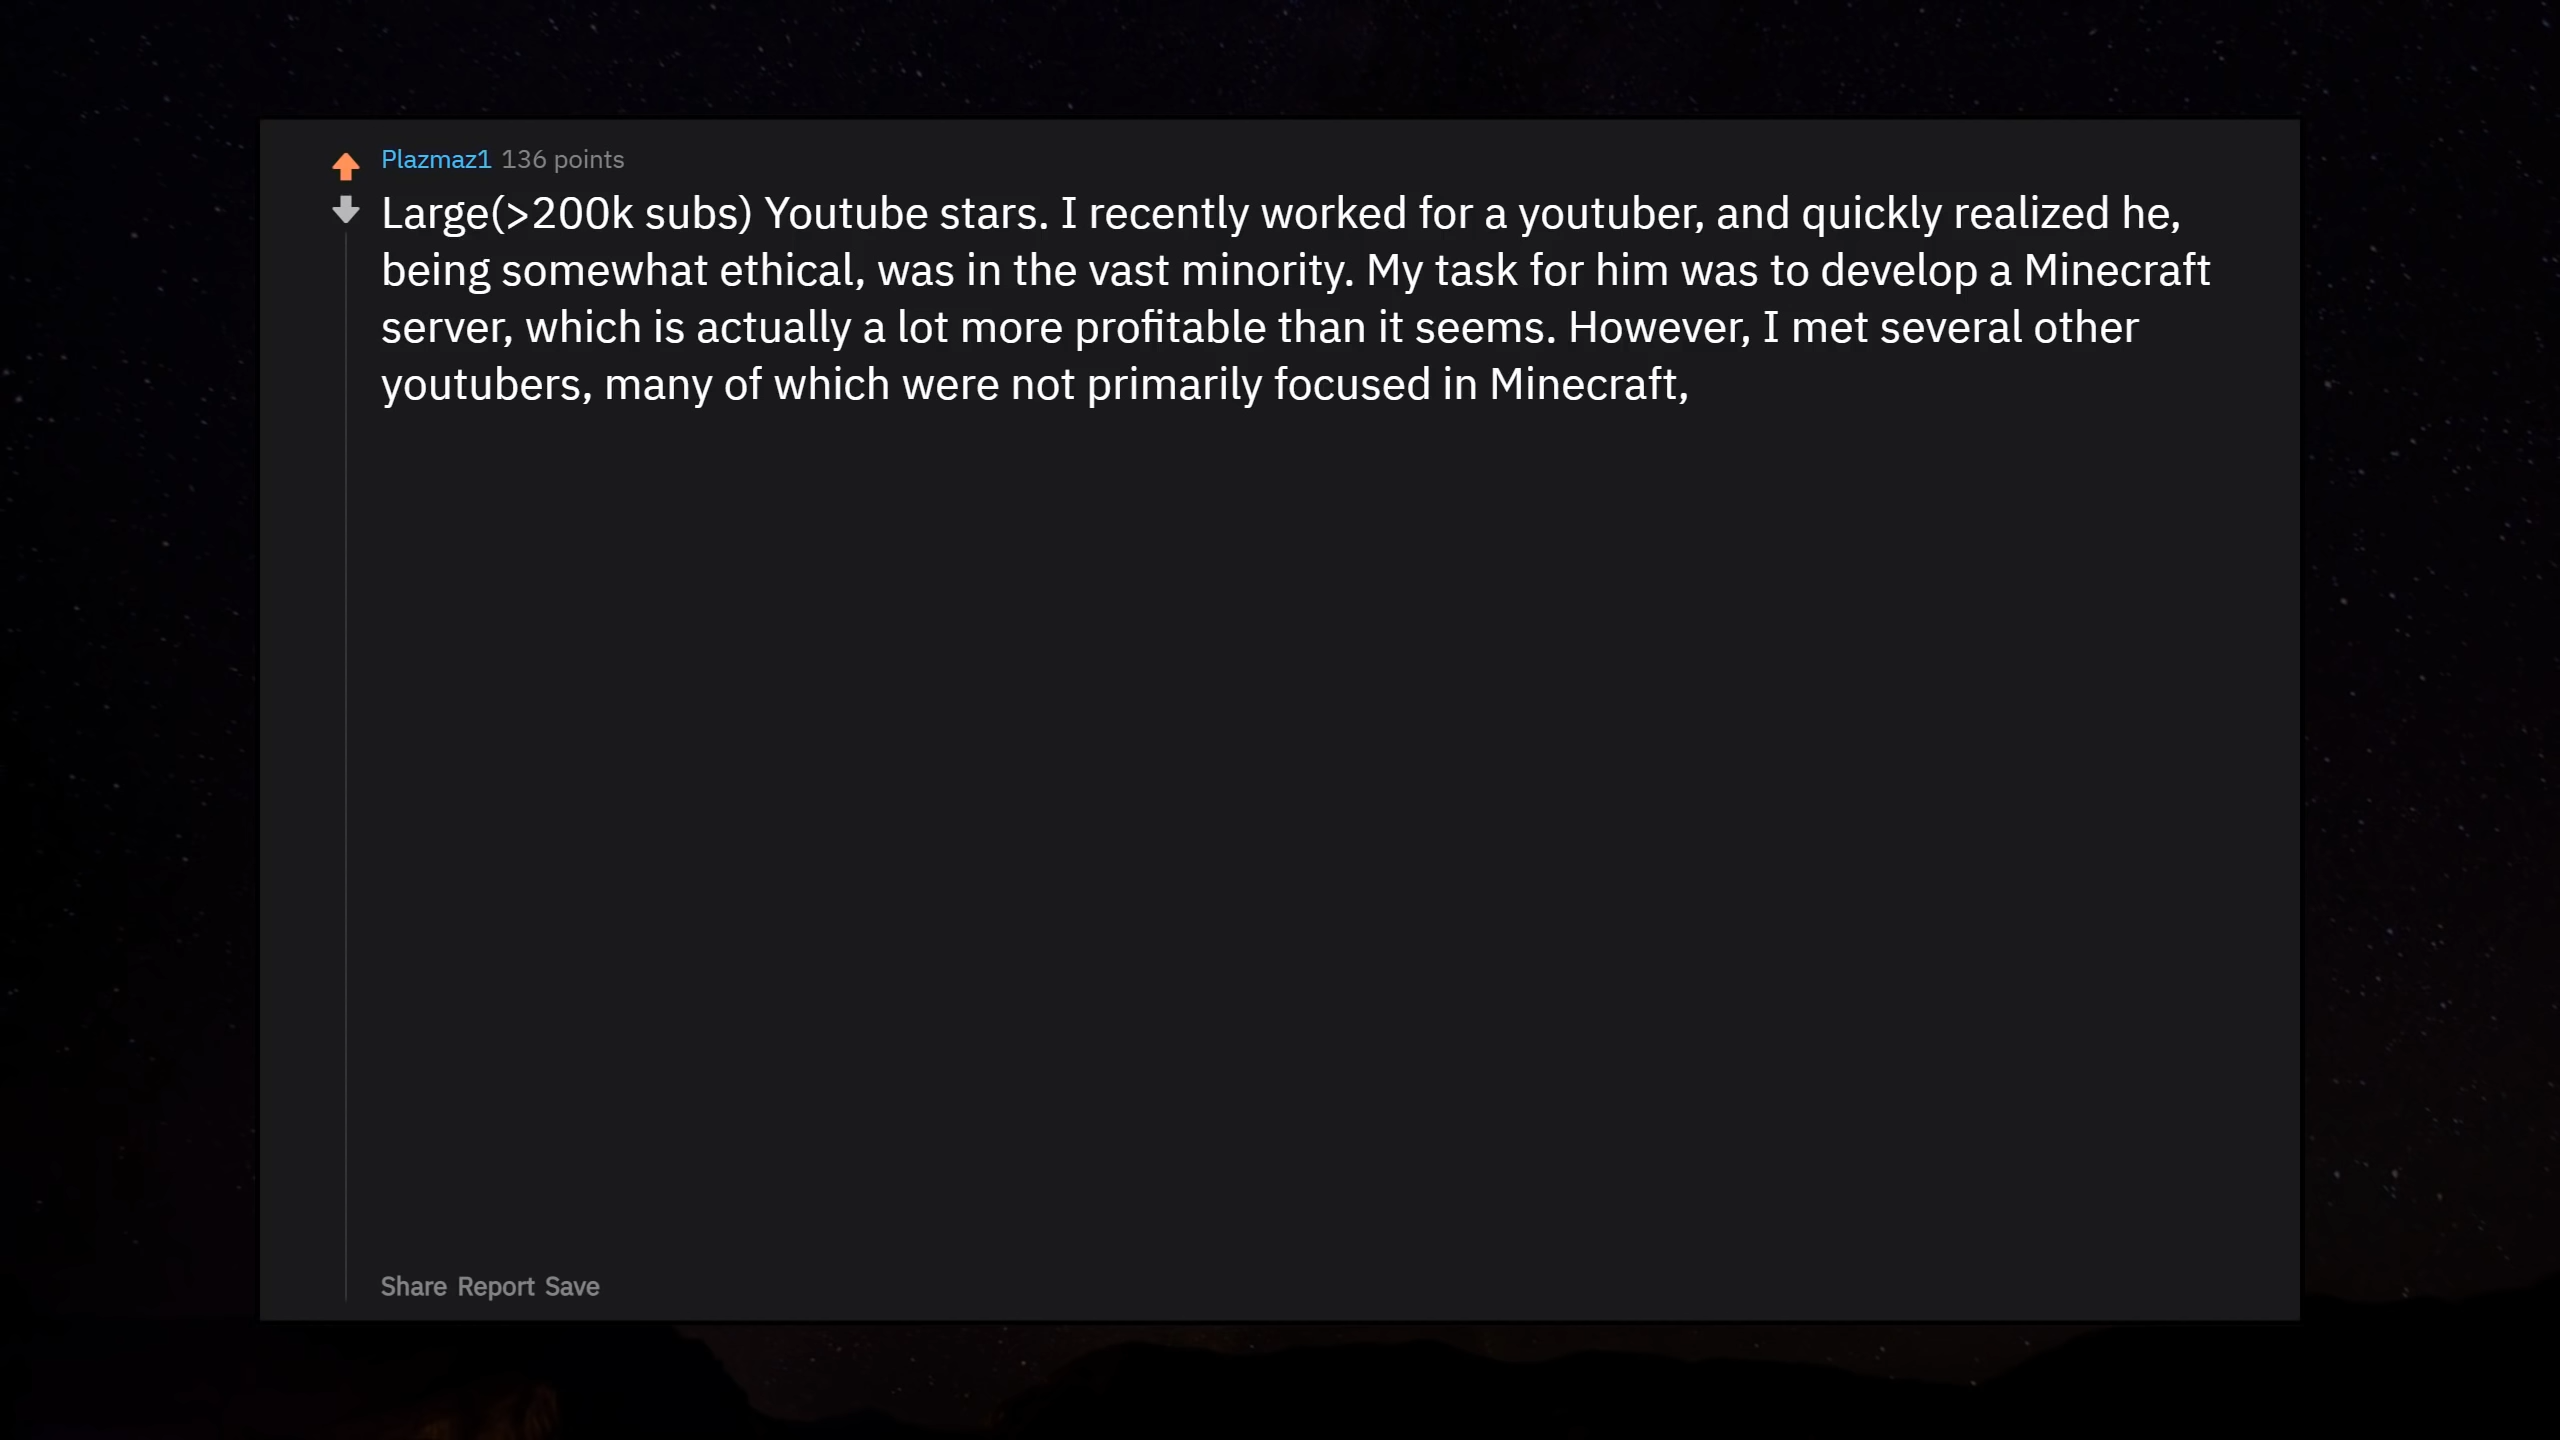 Plazmaz1 136 points
Large(>200k subs) Youtube stars. I recently worked for a youtuber, and quickly realized he,
being somewhat ethical, was in the vast minority. My task for him was to develop a Minecraft
server, which is actually a lot more profitable than it seems. However, I met several other
youtubers, many of which were not primarily focused in Minecraft,
Share Report Save